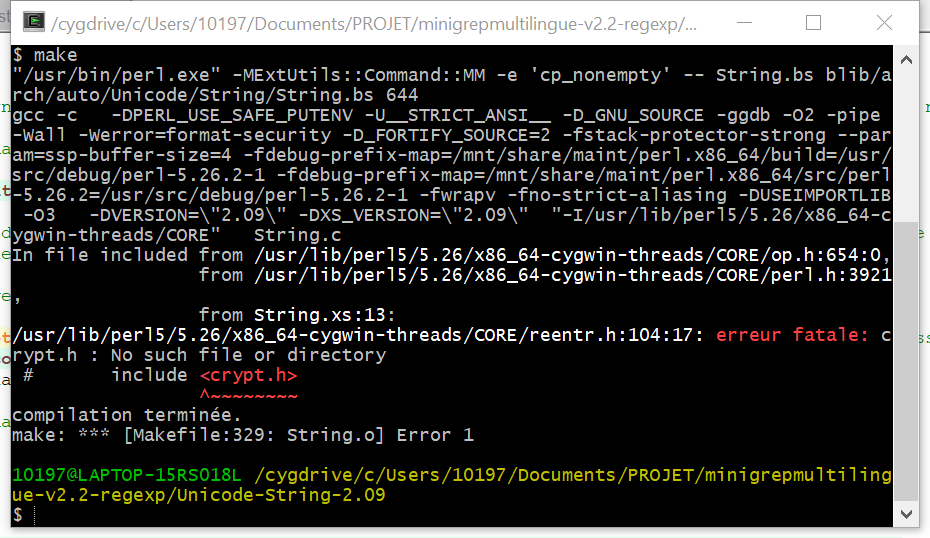 /cygdrive/c/Users/10197/Documents/PROJET/minigrepmultilingue-v2.2-regexp/...
$ make
"/usr/bin/perl.exe" -MExtUtils::Command::MM -e 'cp_nonempty' -- String.bs blib/a
rch/auto/Unicode/String/String.bs 644
gcc -c   -DPERL_USE_SAFE_PUTENV -U__STRICT_ANSI__ -D_GNU_SOURCE -ggdb -O2 -pipe
-Wall -Werror=format-security -D_FORTIFY_SOURCE=2 -fstack-protector-strong --par
am=ssp-buffer-size=4 -fdebug-prefix-map=/mnt/share/maint/perl.x86_64/build=/usr/
src/debug/perl-5.26.2-1 -fdebug-prefix-map=/mnt/share/maint/perl.x86_64/src/perl
-5.26.2=/usr/src/debug/perl-5.26.2-1 -fwrapv -fno-strict-aliasing -DUSEIMPORTLIB
 -O3   -DVERSION=\"2.09\" -DXS_VERSION=\"2.09\"  "-I/usr/lib/perl5/5.26/x86_64-c
ygwin-threads/CORE"   String.c
In file included from /usr/lib/perl5/5.26/x86_64-cygwin-threads/CORE/op.h:654:0,
                 from /usr/lib/perl5/5.26/x86_64-cygwin-threads/CORE/perl.h:3921
,
                 from String.xs:13:
/usr/lib/perl5/5.26/x86_64-cygwin-threads/CORE/reentr.h:104:17: erreur fatale: c
rypt.h : No such file or directory
 #       include <crypt.h>
                 ^~~~~~~~~
compilation terminée.
make: *** [Makefile:329: String.o] Error 1
10197@LAPTOP-15RSO18L /cygdrive/c/Users/10197/Documents/PROJET/minigrepmultiling
ue-v2.2-regexp/Unicode-String-2.09
$